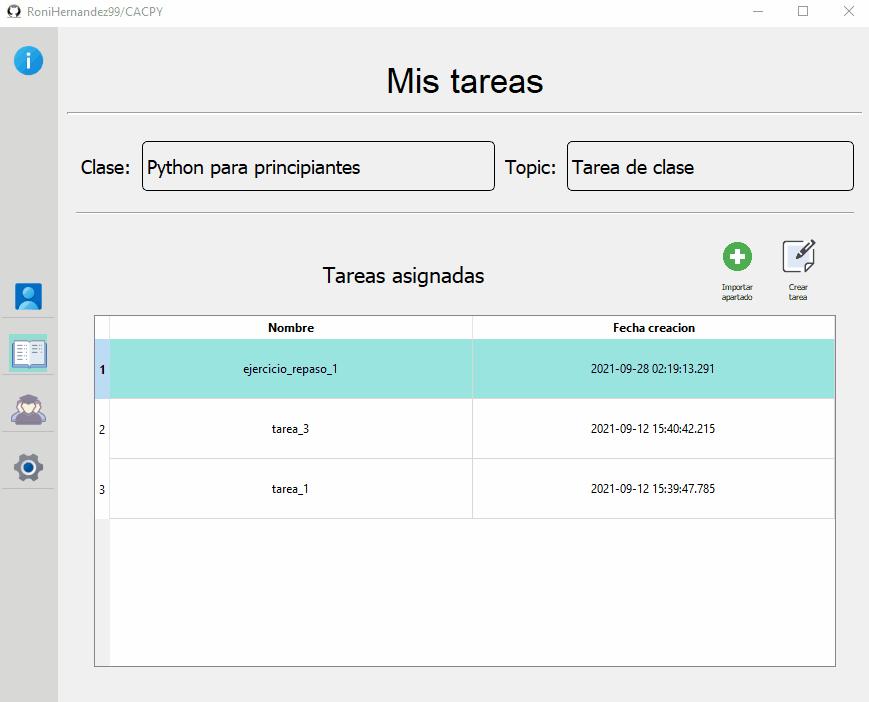 RoniHernandez99/CACPY
Mis tareas
Clase: Python para principiantes Topic: Tarea de clase
Tareas asignadas
Importar apartado
Crear tarea
Nombre Fecha creacion
1 ejercicio_repaso_1 2021-09-28 02:19:13.291
2 tarea_3 2021-09-12 15:40:42.215
3 tarea_1 2021-09-12 15:39:47.785